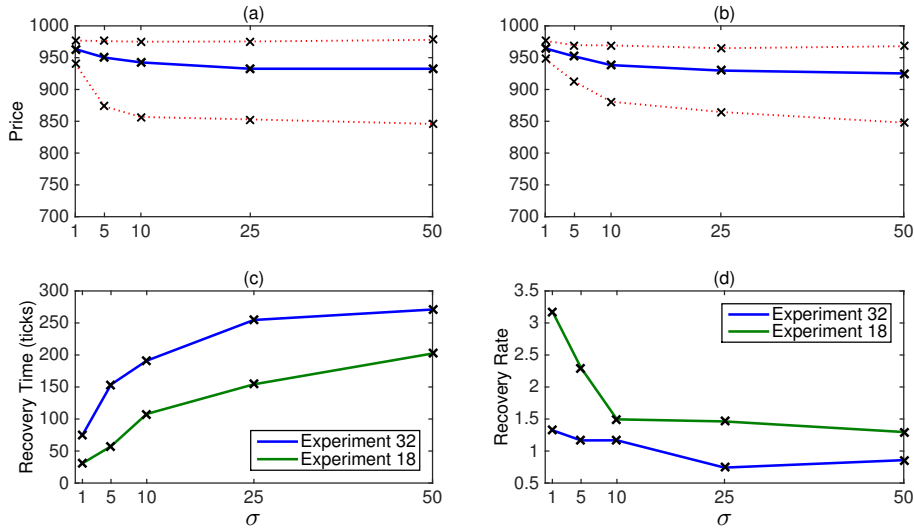 (a)
1000
950
900
850
800
750
700
Price
1 5 10 25 50
(b)
1000
950
900
850
800
750
700
1 5 10 25 50
(c)
300
250
200
150
100
50
0
Recovery Time (ticks)
Experiment 32
Experiment 18
1 5 10 25 50
σ
(d)
3.5
3
2.5
2
1.5
1
0.5
Recovery Rate
Experiment 32
Experiment 18
1 5 10 25 50
σ